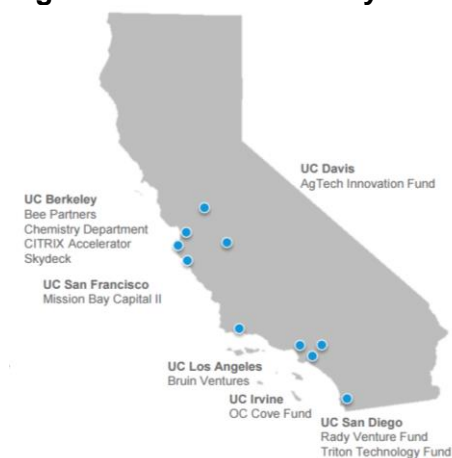 UC Davis
AgTech Innovation Fund
UC Berkeley
Bee Partners
Chemistry Department
CITRIX Accelerator
Skydeck
UC San Francisco
Mission Bay Capital II
UC Los Angeles
Bruin Ventures
UC Irvine
OC Cove Fund
UC San Diego
Rady Venture Fund
Triton Technology Fund